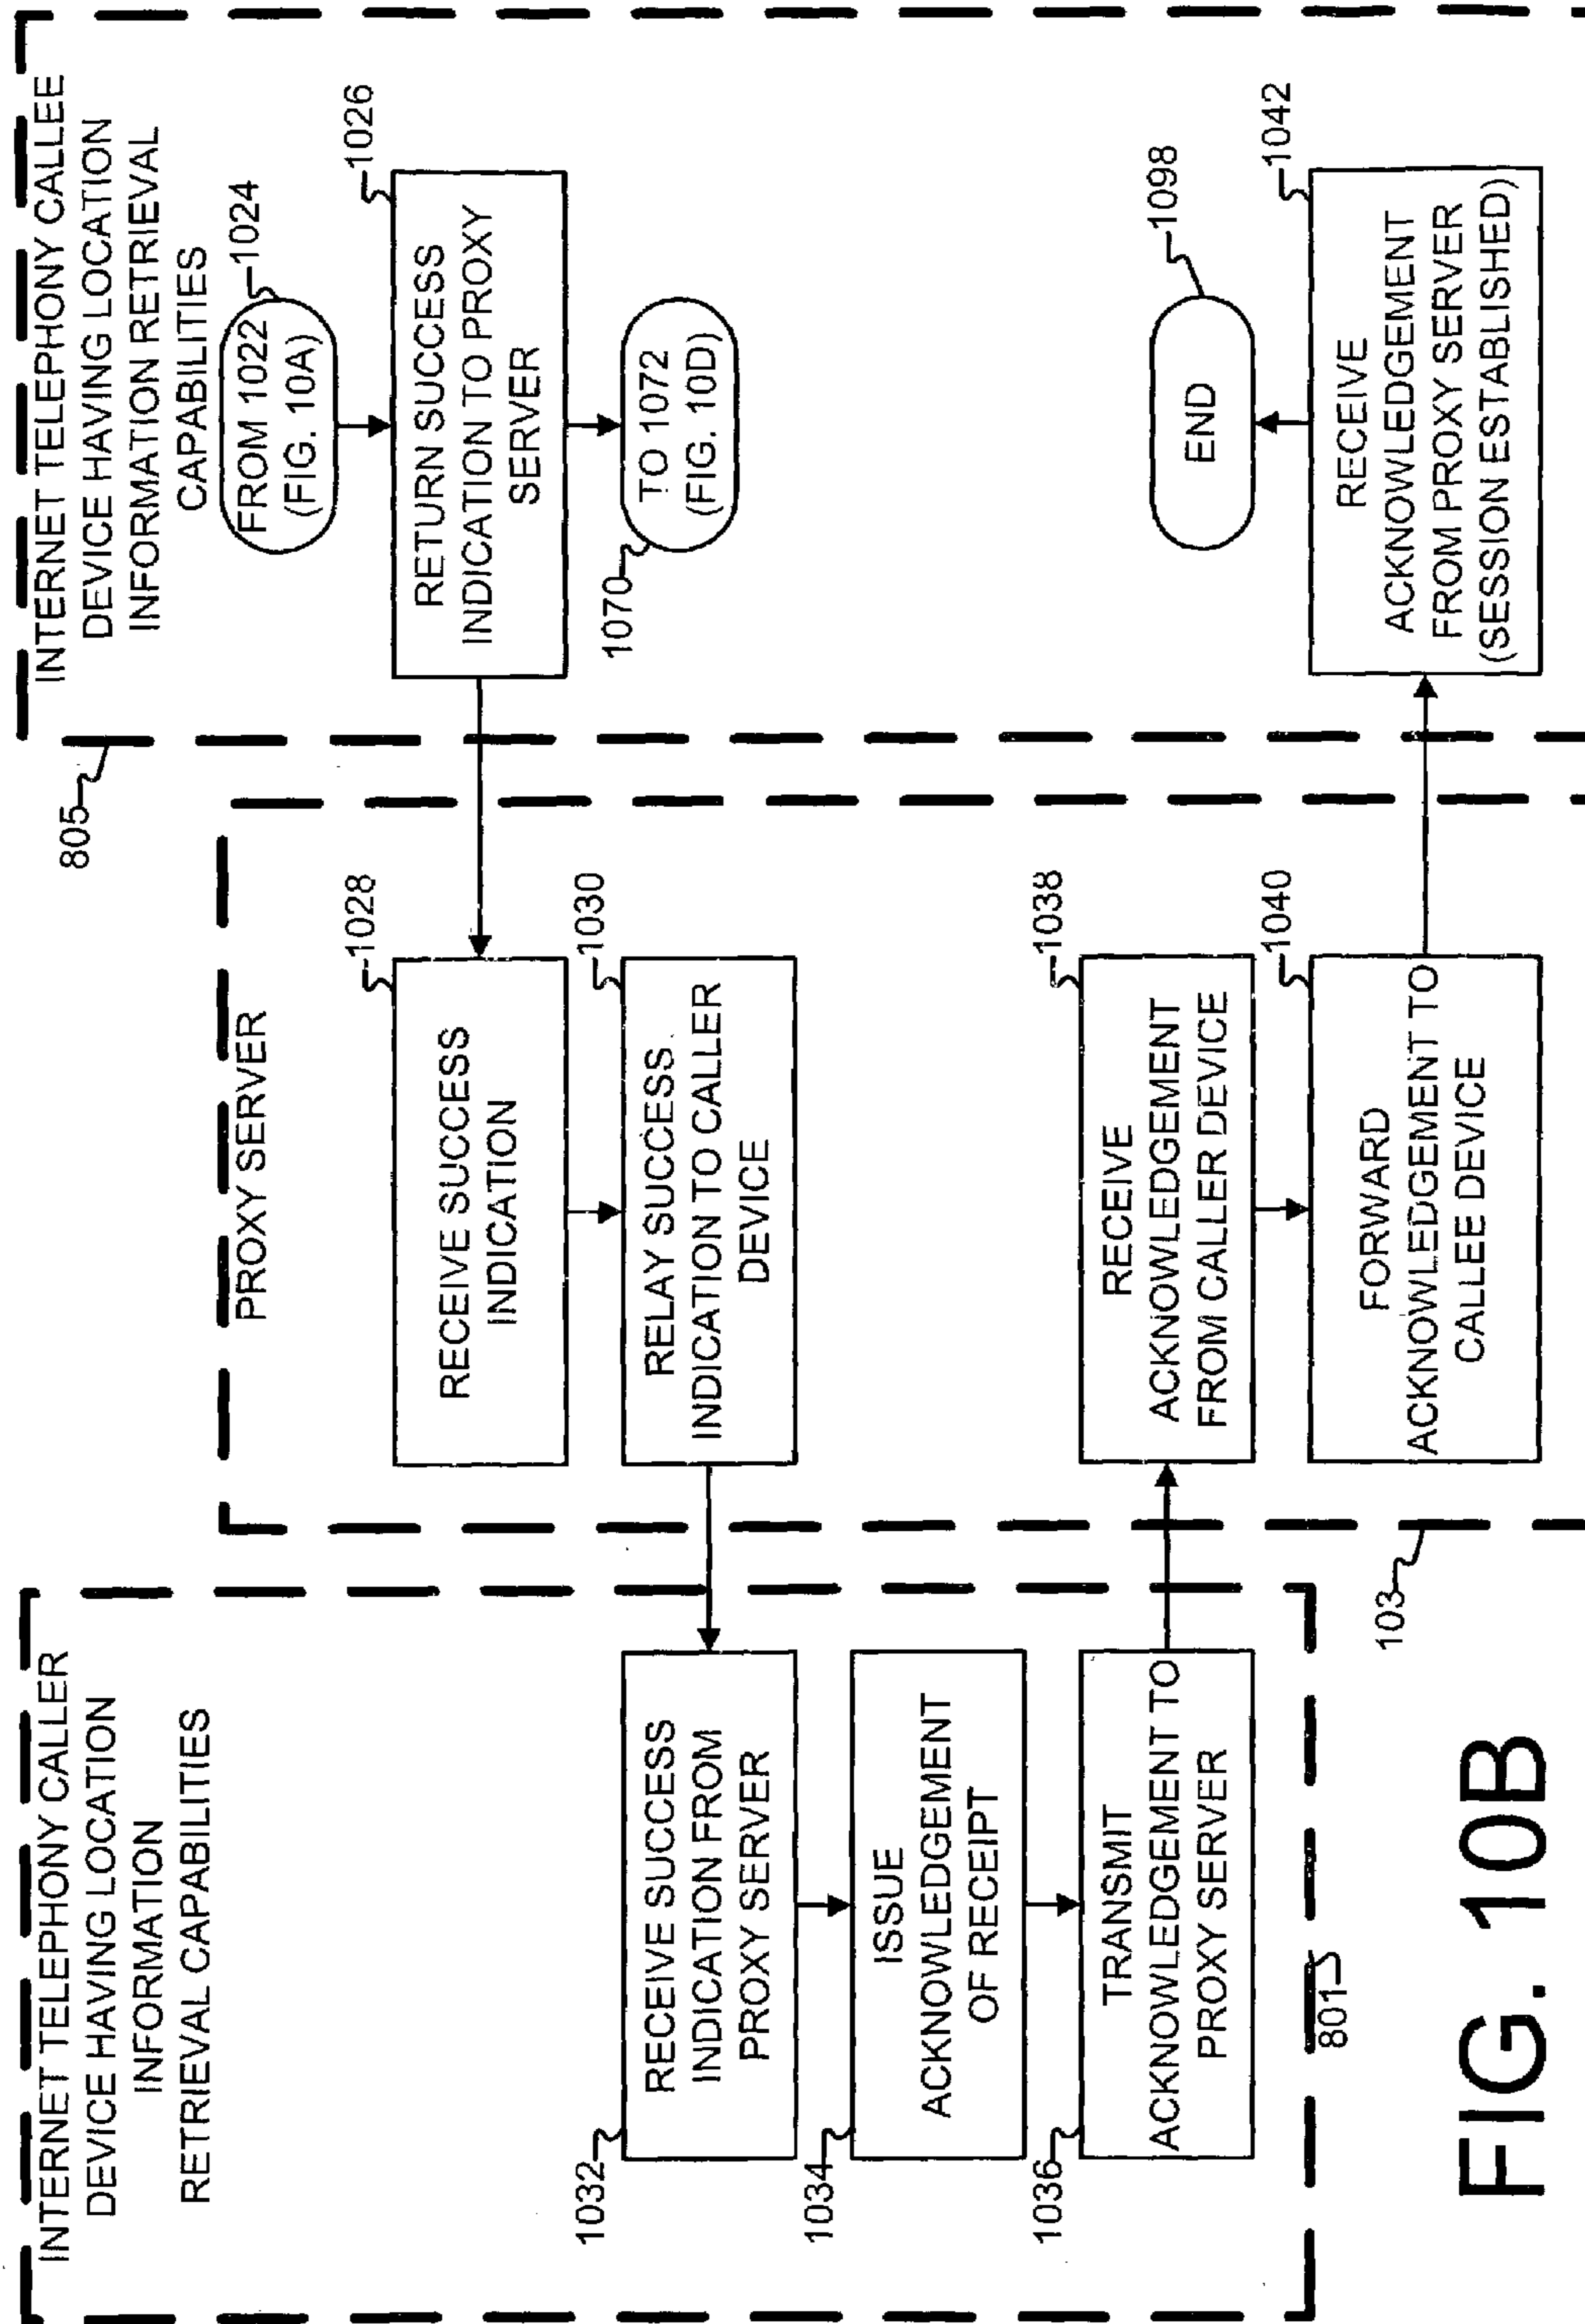 INTERNET TELEPHONY CALLER
DEVICE HAVING LOCATION
INFORMATION
RETRIEVAL CAPABILITIES
1032
RECEIVE SUCCESS
INDICATION FROM
PROXY SERVER
1034
ISSUE
ACKNOWLEDGEMENT
OF RECEIPT
1036
TRANSMIT
ACKNOWLEDGEMENT TO
PROXY SERVER
801
PROXY SERVER
1028
RECEIVE SUCCESS
INDICATION
1030
RELAY SUCCESS
INDICATION TO CALLER
DEVICE
1038
RECEIVE
ACKNOWLEDGEMENT
FROM CALLER DEVICE
1040
FORWARD
ACKNOWLEDGEMENT TO
CALLEE DEVICE
103
805
INTERNET TELEPHONY CALLEE
DEVICE HAVING LOCATION
INFORMATION RETRIEVAL
CAPABILITIES
1024
FROM 1022
(FIG. 10A)
1026
RETURN SUCCESS
INDICATION TO PROXY
SERVER
1070
TO 1072
(FIG. 10D)
1098
END
1042
RECEIVE
ACKNOWLEDGEMENT
FROM PROXY SERVER
(SESSION ESTABLISHED)
FIG. 10B